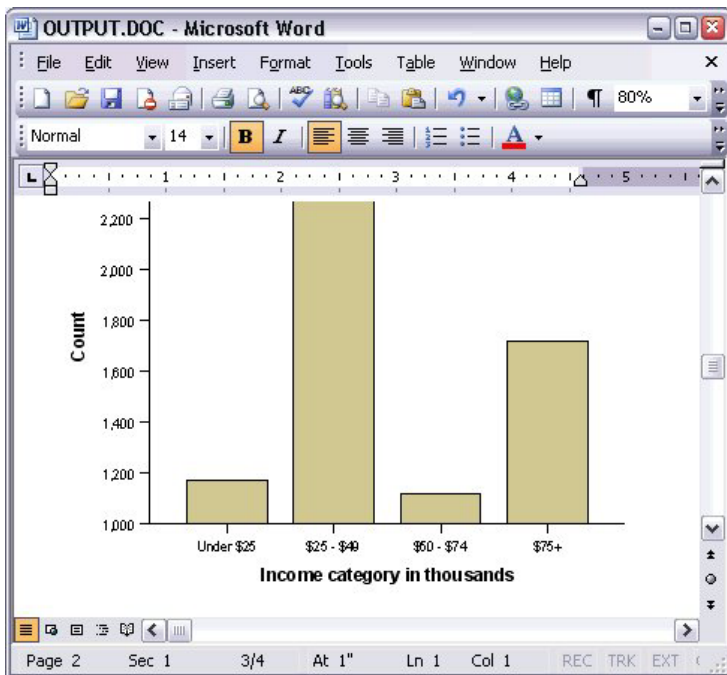 OUTPUT.DOC - Microsoft Word
File Edit View Insert Format Tools Table Window Help
ABC 80%
Normal 14 B I A
L 1 2 3 4 5
2,200
2,000
1,800
1,600
1,400
1,200
1,000
Count
Under $25 $25 - $49 $50 - $74 $75+
Income category in thousands
Page 2 Sec 1 3/4 At 1" Ln 1 Col 1 REC TRK EXT